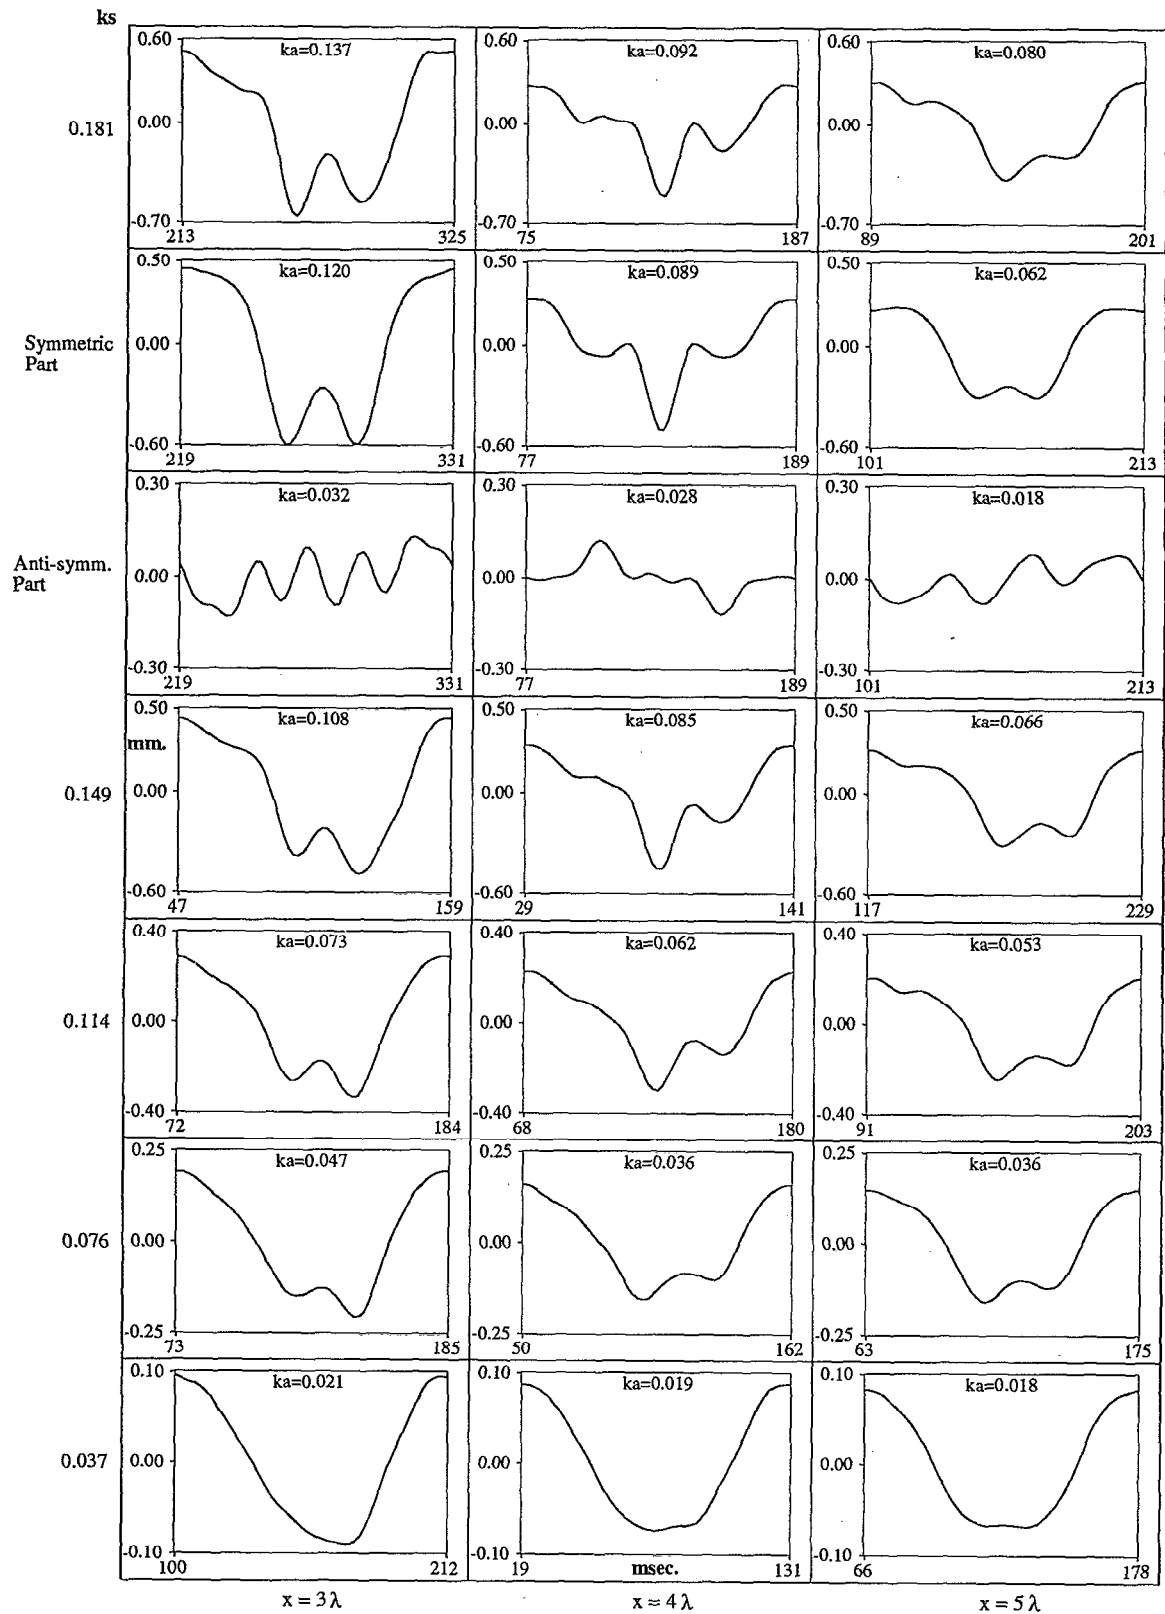 ks
0.60 ka=0.137 0.60 ka=0.092 0.60 ka=0.080
0.181 0.00 0.00 0.00
-0.70 -0.70 -0.70
213 325 75 187 89 201
0.50 ka=0.120 0.50 ka=0.089 0.50 ka=0.062
Symmetric 0.00 0.00 0.00
Part
-0.60 -0.60 -0.60
219 331 77 189 101 213
0.30 ka=0.032 0.30 ka=0.028 0.30 ka=0.018
Anti-symm. 0.00 0.00 0.00
Part
-0.30 -0.30 -0.30
219 331 77 189 101 213
0.50 ka=0.108 0.50 ka=0.085 0.50 ka=0.066
mm.
0.149 0.00 0.00 0.00
-0.60 -0.60 -0.60
47 159 29 141 117 229
0.40 ka=0.073 0.40 ka=0.062 0.40 ka=0.053
0.114 0.00 0.00 0.00
-0.40 -0.40 -0.40
72 184 68 180 91 203
0.25 ka=0.047 0.25 ka=0.036 0.25 ka=0.036
0.076 0.00 0.00 0.00
-0.25 -0.25 -0.25
73 185 50 162 63 175
0.10 ka=0.021 0.10 ka=0.019 0.10 ka=0.018
0.037 0.00 0.00 0.00
-0.10 -0.10 -0.10
100 212 19 msec. 131 66 178
x = 3 λ x = 4 λ x = 5 λ